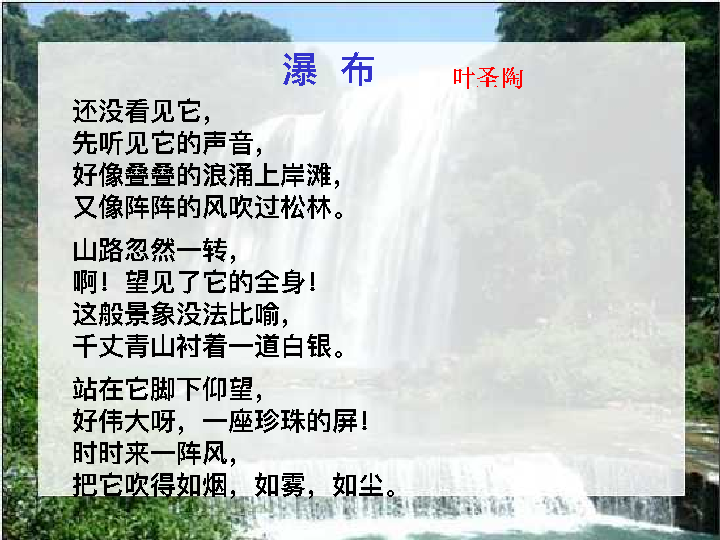 瀑 布
叶圣陶
还没看见它，
先听见它的声音，
好像叠叠的浪涌上岸滩，
又像阵阵的风吹过松林。
山路忽然一转，
啊！望见了它的全身！
这般景象没法比喻，
千丈青山衬着一道白银。
站在它脚下仰望，
好伟大呀，一座珍珠的屏！
时时来一阵风，
把它吹得如烟，如雾，如尘。